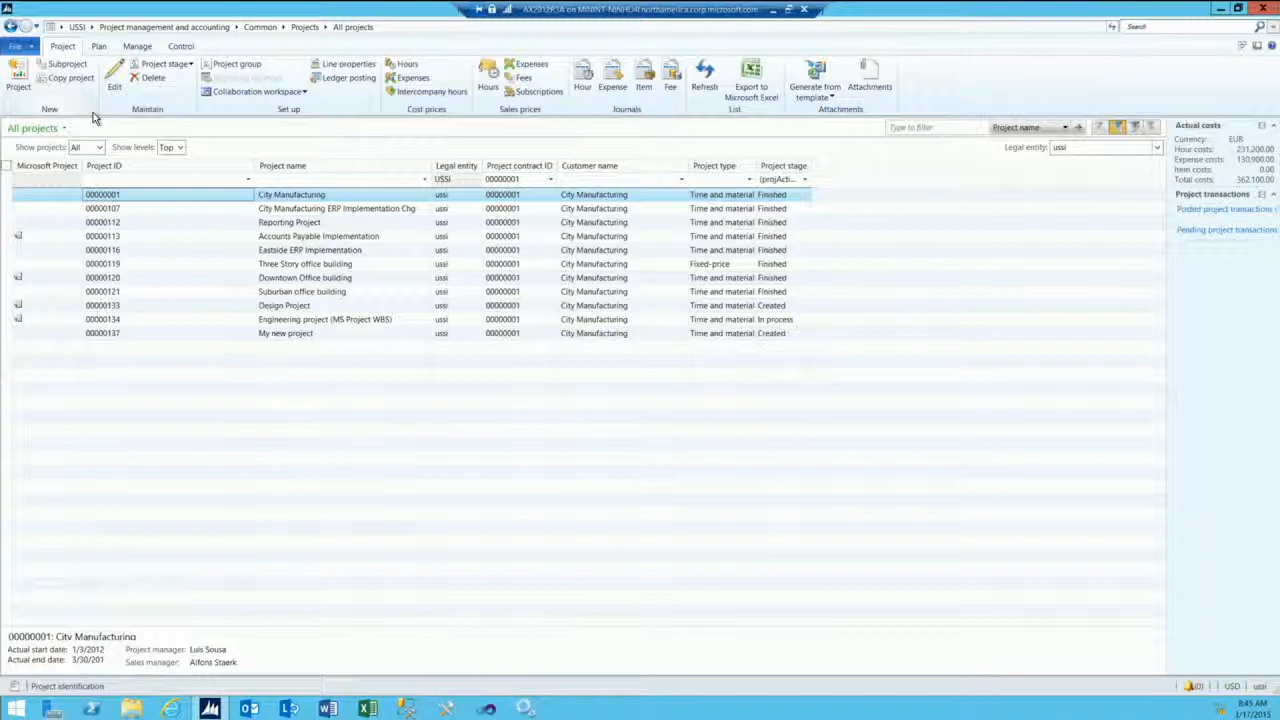 AX2012R3A on MININT-NINHU4I.northamerica.corp.microsoft.com
USSI Project management and accounting Common Projects All projects
Search
File Project Plan Manage Control
Project
Subproject
Copy project
New
Edit
Project stage
Delete
Maintain
Project group
Collaboration workspace
Line properties
Ledger posting
Set up
Hours
Expenses
Intercompany hours
Cost prices
Hours
Expenses
Fees
Subscriptions
Sales prices
Hour
Expense
Item
Fee
Journals
Refresh
Export to
Microsoft Excel
List
Generate from
template
Attachments
Attachments
All projects
Type to filter
Project name
Show projects: All
Show levels: Top
Legal entity: ussi
Microsoft Project Project ID Project name Legal entity Project contract ID Customer name Project type Project stage
USSI 00000001 (projActi...
00000001 City Manufacturing ussi 00000001 City Manufacturing Time and material Finished
00000107 City Manufacturing ERP Implementation Chg ussi 00000001 City Manufacturing Time and material Finished
00000112 Reporting Project ussi 00000001 City Manufacturing Time and material Finished
00000113 Accounts Payable Implementation ussi 00000001 City Manufacturing Time and material Finished
00000116 Eastside ERP Implementation ussi 00000001 City Manufacturing Time and material Finished
00000119 Three Story office building ussi 00000001 City Manufacturing Fixed-price Finished
00000120 Downtown Office building ussi 00000001 City Manufacturing Time and material Finished
00000121 Suburban office building ussi 00000001 City Manufacturing Time and material Finished
00000133 Design Project ussi 00000001 City Manufacturing Time and material Created
00000134 Engineering project (MS Project WBS) ussi 00000001 City Manufacturing Time and material In process
00000137 My new project ussi 00000001 City Manufacturing Time and material Created
Actual costs
Currency: EUR
Hour costs: 231,200.00
Expense costs: 130,900.00
Item costs: 0.00
Total costs: 362,100.00
Project transactions
Posted project transactions (
Pending project transactions
00000001: City Manufacturing
Actual start date: 1/3/2012 Project manager: Luis Sousa
Actual end date: 3/30/201 Sales manager: Alfons Staerk
Project identification
(0) USD ussi
8:45 AM
3/17/2015